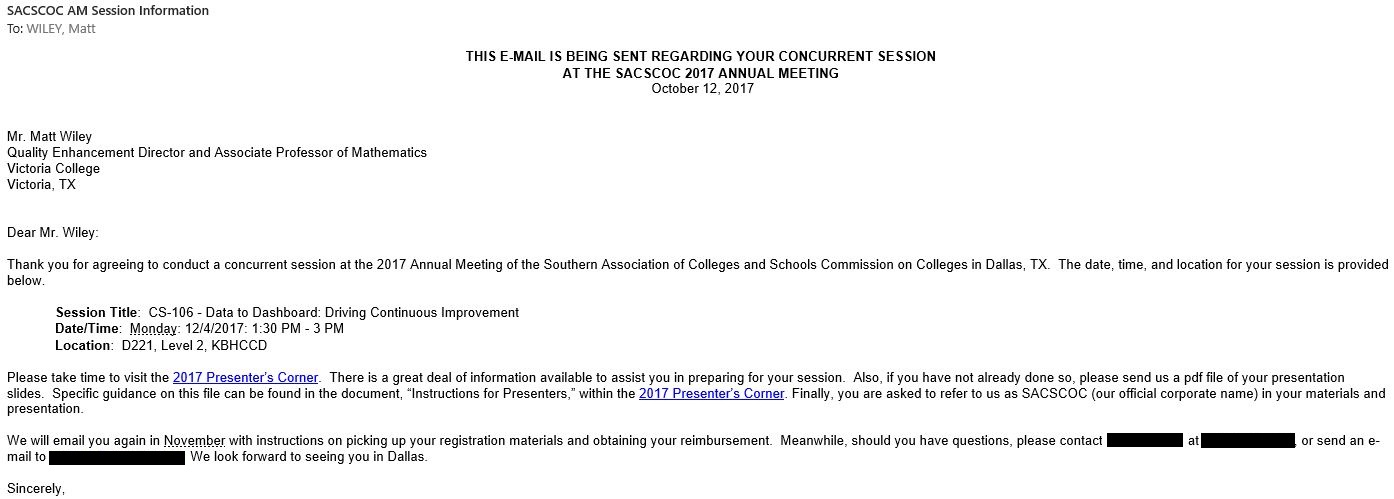 SACSCOC AM Session Information
To: WILEY, Matt
THIS E-MAIL IS BEING SENT REGARDING YOUR CONCURRENT SESSION
AT THE SACSCOC 2017 ANNUAL MEETING
October 12, 2017
Mr. Matt Wiley
Quality Enhancement Director and Associate Professor of Mathematics
Victoria College
Victoria, TX
Dear Mr. Wiley:
Thank you for agreeing to conduct a concurrent session at the 2017 Annual Meeting of the Southern Association of Colleges and Schools Commission on Colleges in Dallas, TX.  The date, time, and location for your session is provided
below.
Session Title:  CS-106 - Data to Dashboard: Driving Continuous Improvement
Date/Time:  Monday: 12/4/2017: 1:30 PM - 3 PM
Location:  D221, Level 2, KBHCCD
Please take time to visit the 2017 Presenter's Corner.  There is a great deal of information available to assist you in preparing for your session.  Also, if you have not already done so, please send us a pdf file of your presentation
slides.  Specific guidance on this file can be found in the document, “Instructions for Presenters,” within the 2017 Presenter's Corner. Finally, you are asked to refer to us as SACSCOC (our official corporate name) in your materials and
presentation.
We will email you again in November with instructions on picking up your registration materials and obtaining your reimbursement.  Meanwhile, should you have questions, please contact at , or send an e-
mail to We look forward to seeing you in Dallas.
Sincerely,